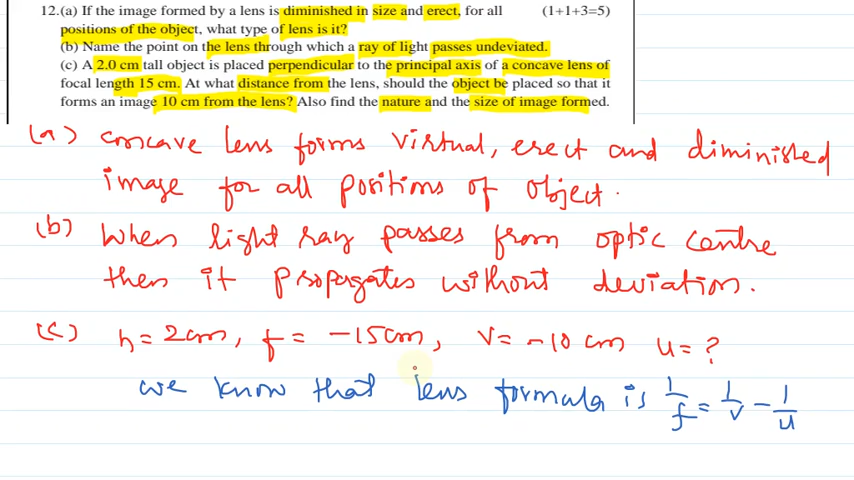 12.(a) If the image formed by a lens is diminished in size and erect, for all (1+1+3=5)
positions of the object, what type of lens is it?
(b) Name the point on the lens through which a ray of light passes undeviated.
(c) A 2.0 cm tall object is placed perpendicular to the principal axis of a concave lens of
focal length 15 cm. At what distance from the lens, should the object be placed so that it
forms an image 10 cm from the lens? Also find the nature and the size of image formed.
(a) concave lens forms virtual, erect and diminished
image for all positions of object.
(b) When light ray passes from optic centre
then it propagates without deviation.
(c) h = 2cm, f = -15cm, v = -10 cm u = ?
we know that lens formula is 1/f = 1/v - 1/u